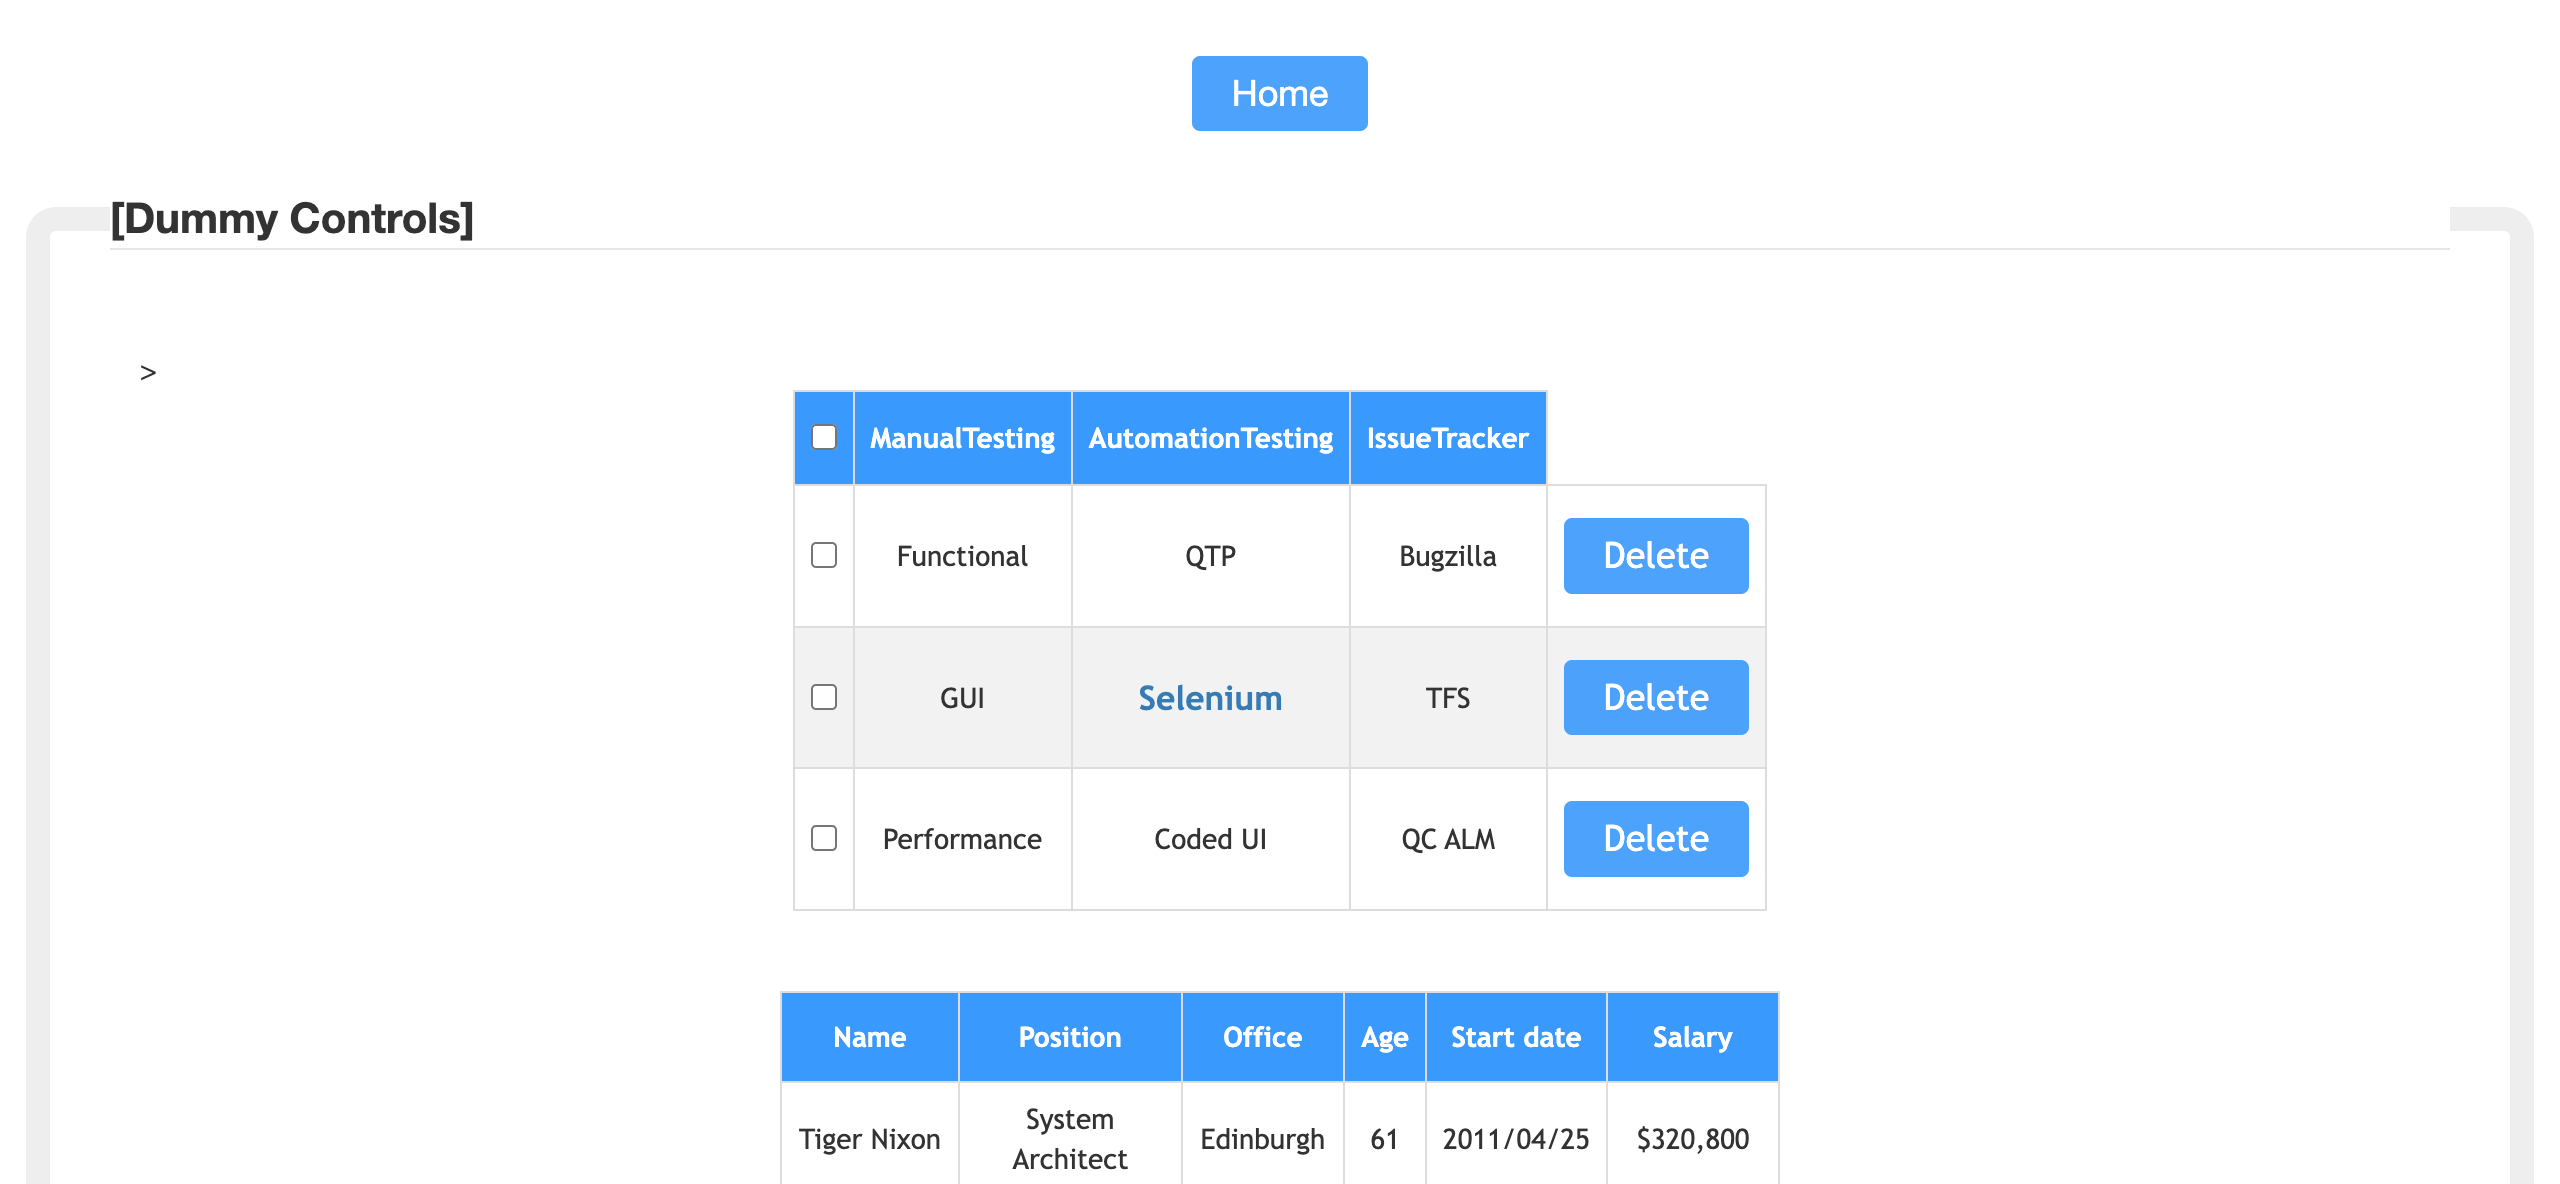 Home
[Dummy Controls]
>
ManualTesting AutomationTesting IssueTracker
Functional QTP Bugzilla Delete
GUI Selenium TFS Delete
Performance Coded UI QC ALM Delete
Name Position Office Age Start date Salary
Tiger Nixon System Architect Edinburgh 61 2011/04/25 $320,800